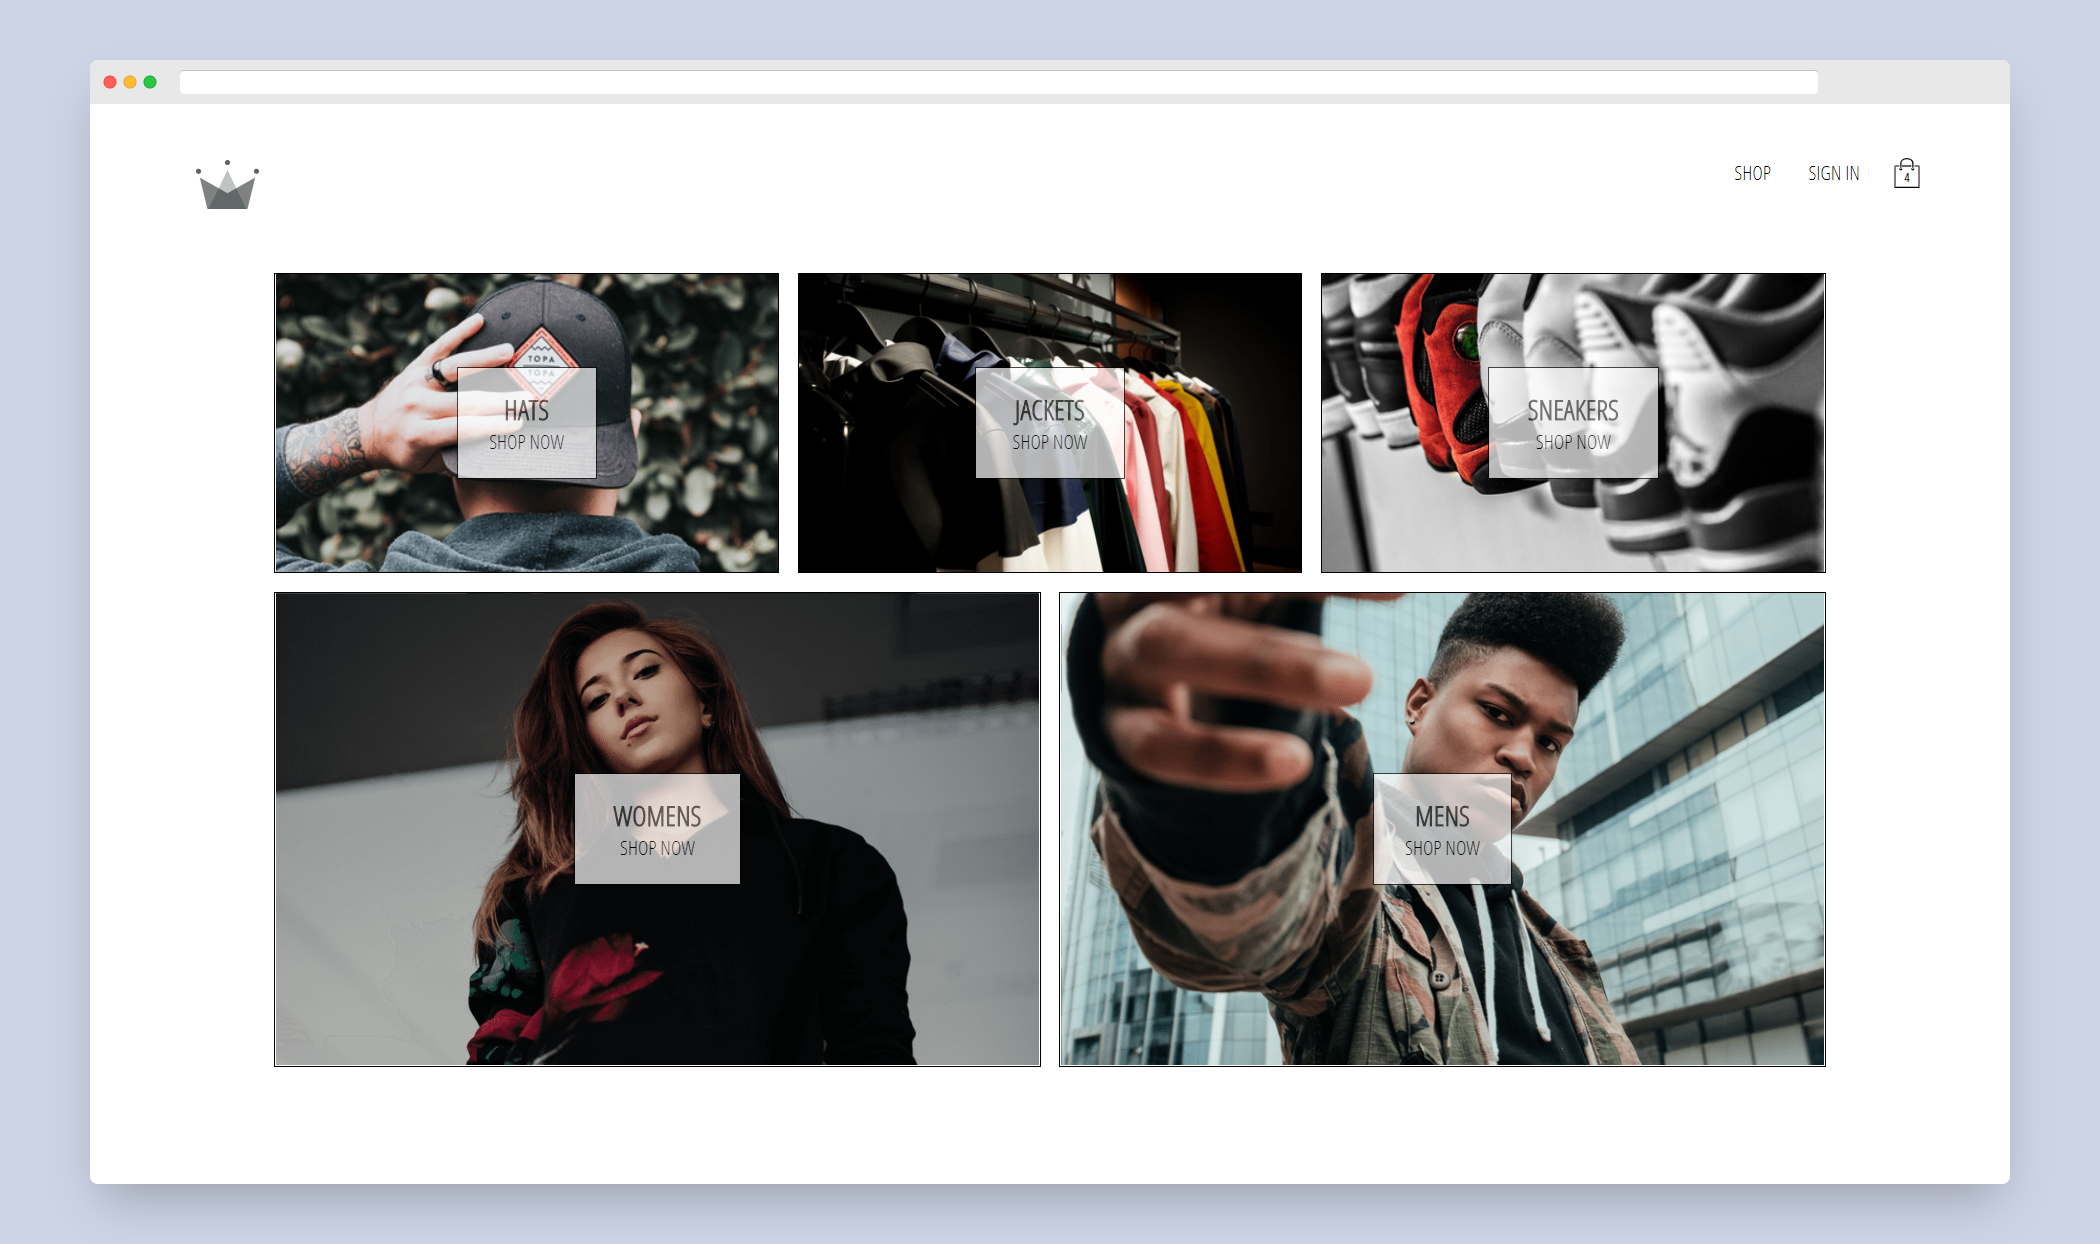 SHOP
SIGN IN
4
TOPA
TOPA
HATS
SHOP NOW
JACKETS
SHOP NOW
SNEAKERS
SHOP NOW
WOMENS
SHOP NOW
MENS
SHOP NOW